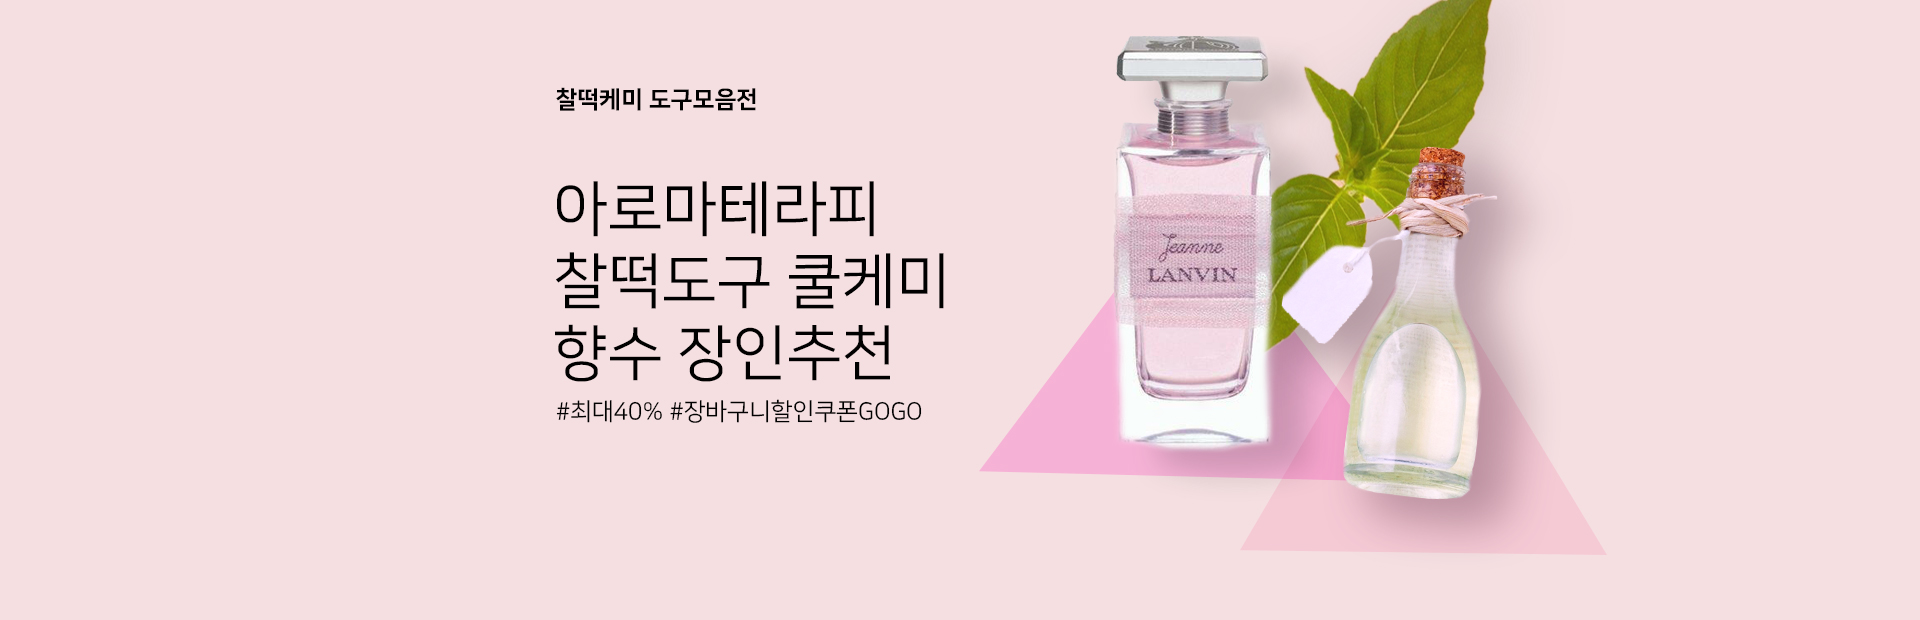 찰떡케미 도구모음전
아로마테라피
찰떡도구 쿨케미
향수 장인추천
#최대40% #장바구니할인쿠폰GOGO
Jeanne
LANVIN